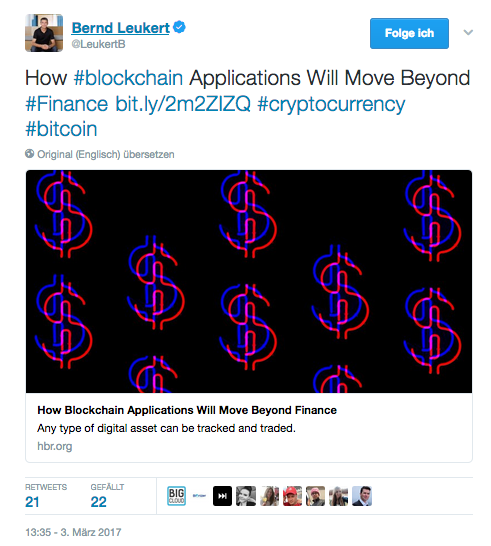 Bernd Leukert
@LeukertB
Folge ich
How #blockchain Applications Will Move Beyond
#Finance bit.ly/2m2ZIZQ #cryptocurrency
#bitcoin
Original (Englisch) übersetzen
How Blockchain Applications Will Move Beyond Finance
Any type of digital asset can be tracked and traded.
hbr.org
RETWEETS GEFÄLLT
21 22
BIG
CLOUD
13:35 - 3. März 2017